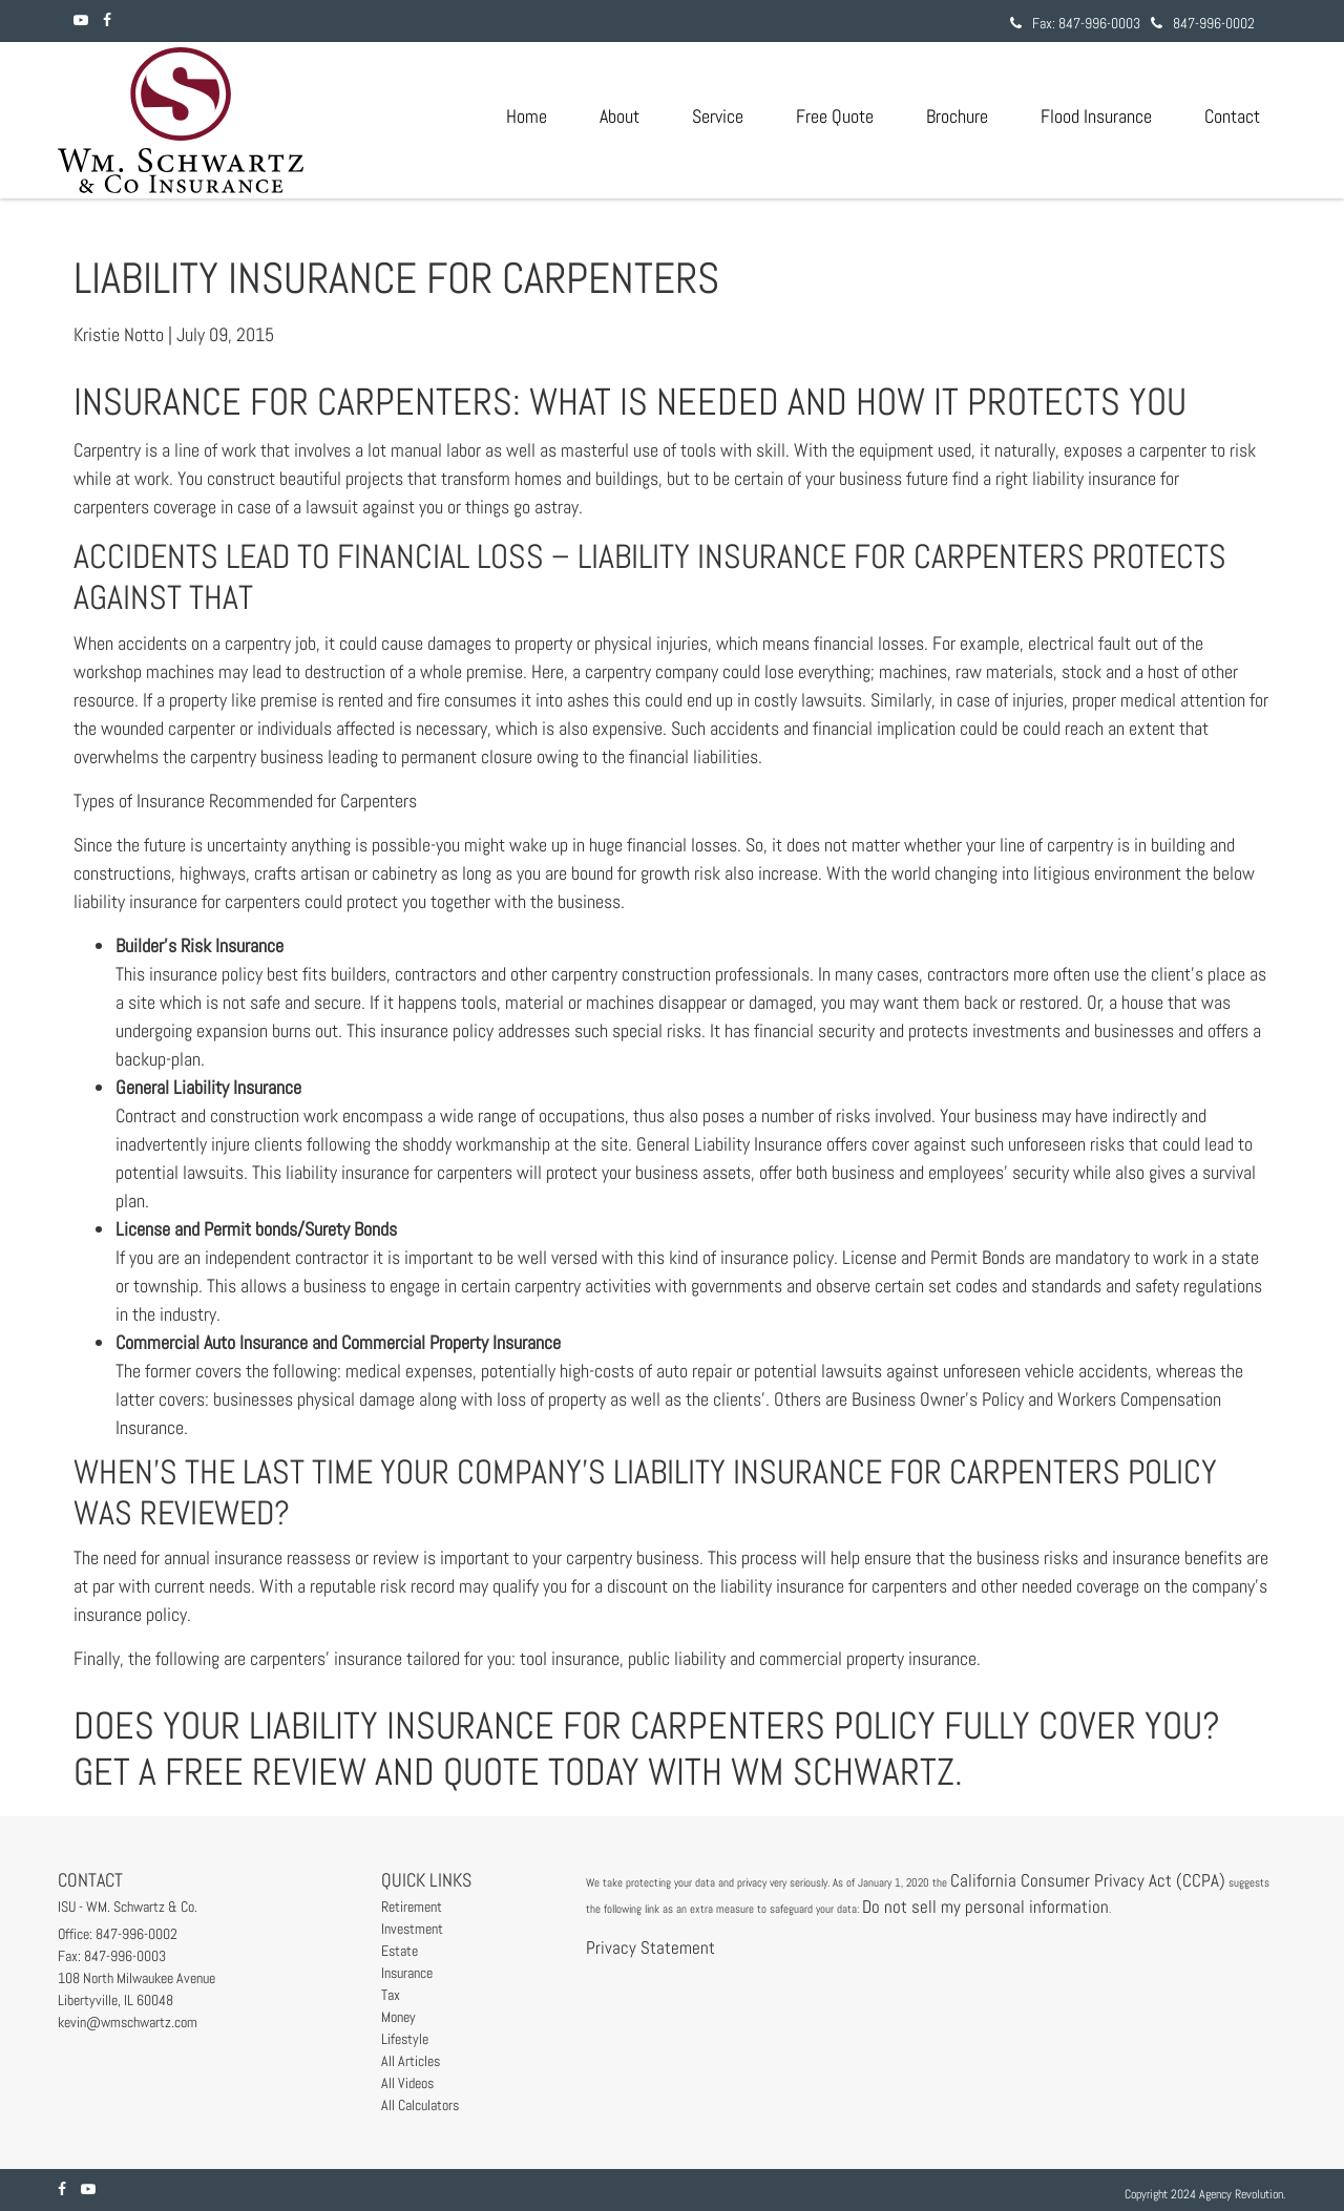 Fax: 847-996-0003 847-996-0002
WM. SCHWARTZ
& CO INSURANCE
Home About Service Free Quote Brochure Flood Insurance Contact
LIABILITY INSURANCE FOR CARPENTERS
Kristie Notto | July 09, 2015
INSURANCE FOR CARPENTERS: WHAT IS NEEDED AND HOW IT PROTECTS YOU
Carpentry is a line of work that involves a lot manual labor as well as masterful use of tools with skill. With the equipment used, it naturally, exposes a carpenter to risk
while at work. You construct beautiful projects that transform homes and buildings, but to be certain of your business future find a right liability insurance for
carpenters coverage in case of a lawsuit against you or things go astray.
ACCIDENTS LEAD TO FINANCIAL LOSS – LIABILITY INSURANCE FOR CARPENTERS PROTECTS
AGAINST THAT
When accidents on a carpentry job, it could cause damages to property or physical injuries, which means financial losses. For example, electrical fault out of the
workshop machines may lead to destruction of a whole premise. Here, a carpentry company could lose everything; machines, raw materials, stock and a host of other
resource. If a property like premise is rented and fire consumes it into ashes this could end up in costly lawsuits. Similarly, in case of injuries, proper medical attention for
the wounded carpenter or individuals affected is necessary, which is also expensive. Such accidents and financial implication could be could reach an extent that
overwhelms the carpentry business leading to permanent closure owing to the financial liabilities.
Types of Insurance Recommended for Carpenters
Since the future is uncertainty anything is possible-you might wake up in huge financial losses. So, it does not matter whether your line of carpentry is in building and
constructions, highways, crafts artisan or cabinetry as long as you are bound for growth risk also increase. With the world changing into litigious environment the below
liability insurance for carpenters could protect you together with the business.
• Builder's Risk Insurance
This insurance policy best fits builders, contractors and other carpentry construction professionals. In many cases, contractors more often use the client's place as
a site which is not safe and secure. If it happens tools, material or machines disappear or damaged, you may want them back or restored. Or, a house that was
undergoing expansion burns out. This insurance policy addresses such special risks. It has financial security and protects investments and businesses and offers a
backup-plan.
• General Liability Insurance
Contract and construction work encompass a wide range of occupations, thus also poses a number of risks involved. Your business may have indirectly and
inadvertently injure clients following the shoddy workmanship at the site. General Liability Insurance offers cover against such unforeseen risks that could lead to
potential lawsuits. This liability insurance for carpenters will protect your business assets, offer both business and employees' security while also gives a survival
plan.
• License and Permit bonds/Surety Bonds
If you are an independent contractor it is important to be well versed with this kind of insurance policy. License and Permit Bonds are mandatory to work in a state
or township. This allows a business to engage in certain carpentry activities with governments and observe certain set codes and standards and safety regulations
in the industry.
• Commercial Auto Insurance and Commercial Property Insurance
The former covers the following: medical expenses, potentially high-costs of auto repair or potential lawsuits against unforeseen vehicle accidents, whereas the
latter covers: businesses physical damage along with loss of property as well as the clients'. Others are Business Owner's Policy and Workers Compensation
Insurance.
WHEN'S THE LAST TIME YOUR COMPANY'S LIABILITY INSURANCE FOR CARPENTERS POLICY
WAS REVIEWED?
The need for annual insurance reassess or review is important to your carpentry business. This process will help ensure that the business risks and insurance benefits are
at par with current needs. With a reputable risk record may qualify you for a discount on the liability insurance for carpenters and other needed coverage on the company's
insurance policy.
Finally, the following are carpenters' insurance tailored for you: tool insurance, public liability and commercial property insurance.
DOES YOUR LIABILITY INSURANCE FOR CARPENTERS POLICY FULLY COVER YOU?
GET A FREE REVIEW AND QUOTE TODAY WITH WM SCHWARTZ.
CONTACT
ISU - WM. Schwartz & Co.
Office: 847-996-0002
Fax: 847-996-0003
108 North Milwaukee Avenue
Libertyville, IL 60048
kevin@wmschwartz.com
QUICK LINKS
Retirement
Investment
Estate
Insurance
Tax
Money
Lifestyle
All Articles
All Videos
All Calculators
We take protecting your data and privacy very seriously. As of January 1, 2020 the California Consumer Privacy Act (CCPA) suggests
the following link as an extra measure to safeguard your data: Do not sell my personal information.
Privacy Statement
Copyright 2024 Agency Revolution.